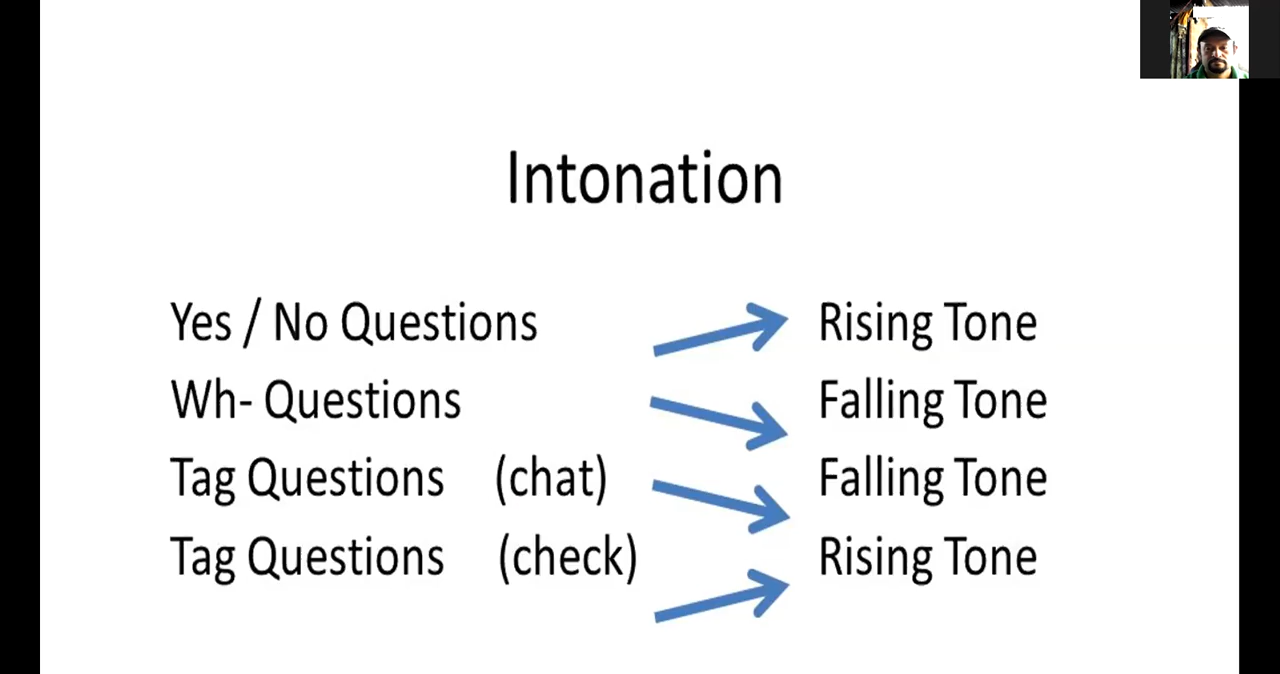 Intonation
Yes / No Questions Rising Tone
Wh- Questions Falling Tone
Tag Questions (chat) Falling Tone
Tag Questions (check) Rising Tone